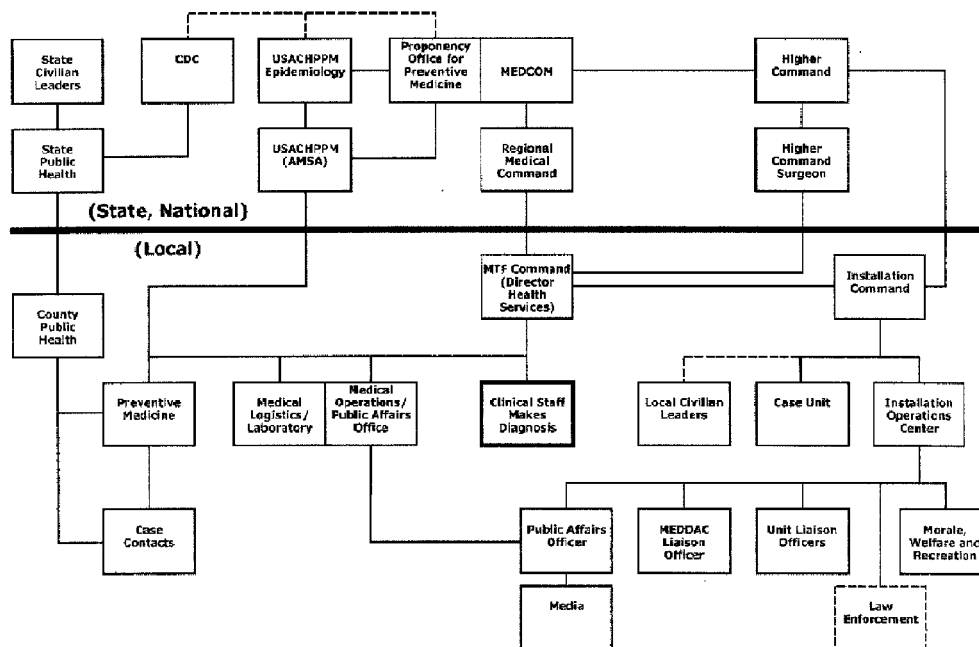 State
Civilian
Leaders
CDC
USACHPPM
Epidemiology
Proponency
Office for
Preventive
Medicine
MEDCOM
Higher
Command
State
Public
Health
USACHPPM
(AMSA)
Regional
Medical
Command
Higher
Command
Surgeon
(State, National)
(Local)
County
Public
Health
MTF Command
(Director
Health
Services)
Installation
Command
Preventive
Medicine
Medical
Logistics/
Laboratory
Medical
Operations/
Public Affairs
Office
Clinical Staff
Makes
Diagnosis
Local Civilian
Leaders
Case Unit
Installation
Operations
Center
Case
Contacts
Public Affairs
Officer
MEDDAC
Liaison
Officer
Unit Liaison
Officers
Morale,
Welfare and
Recreation
Media
Law
Enforcement